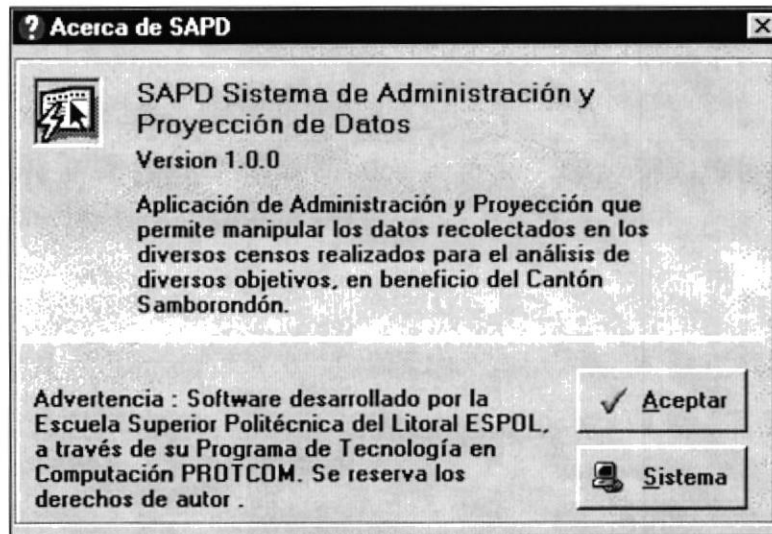 ? Acerca de SAPD
SAPD Sistema de Administración y
Proyección de Datos
Version 1.0.0
Aplicación de Administración y Proyección que
permite manipular los datos recolectados en los
diversos censos realizados para el análisis de
diversos objetivos, en beneficio del Cantón
Samborondón.
Advertencia : Software desarrollado por la
Escuela Superior Politécnica del Litoral ESPOL,
a través de su Programa de Tecnología en
Computación PROTCOM. Se reserva los
derechos de autor .
Aceptar
Sistema